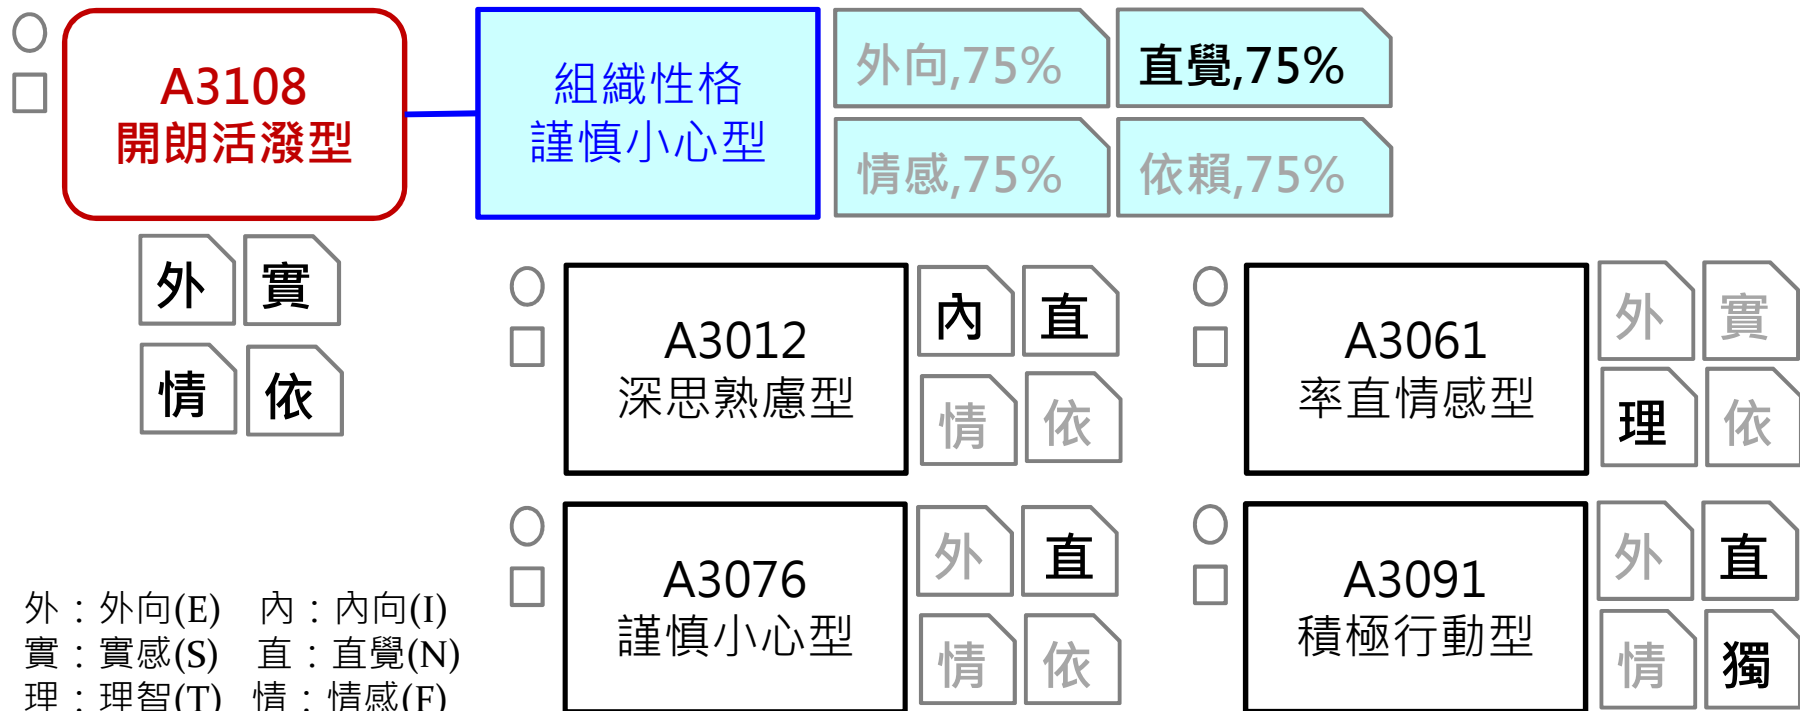 A3108
開朗活潑型
組織性格
謹慎小心型
外向,75%
直覺,75%
情感,75%
依賴,75%
外
實
情
依
A3012
深思熟慮型
內
直
情
依
A3061
率直情感型
外
實
理
依
A3076
謹慎小心型
外
直
情
依
A3091
積極行動型
外
直
情
獨
外：外向(E) 內：內向(I)
實：實感(S) 直：直覺(N)
理：理智(T) 情：情感(F)